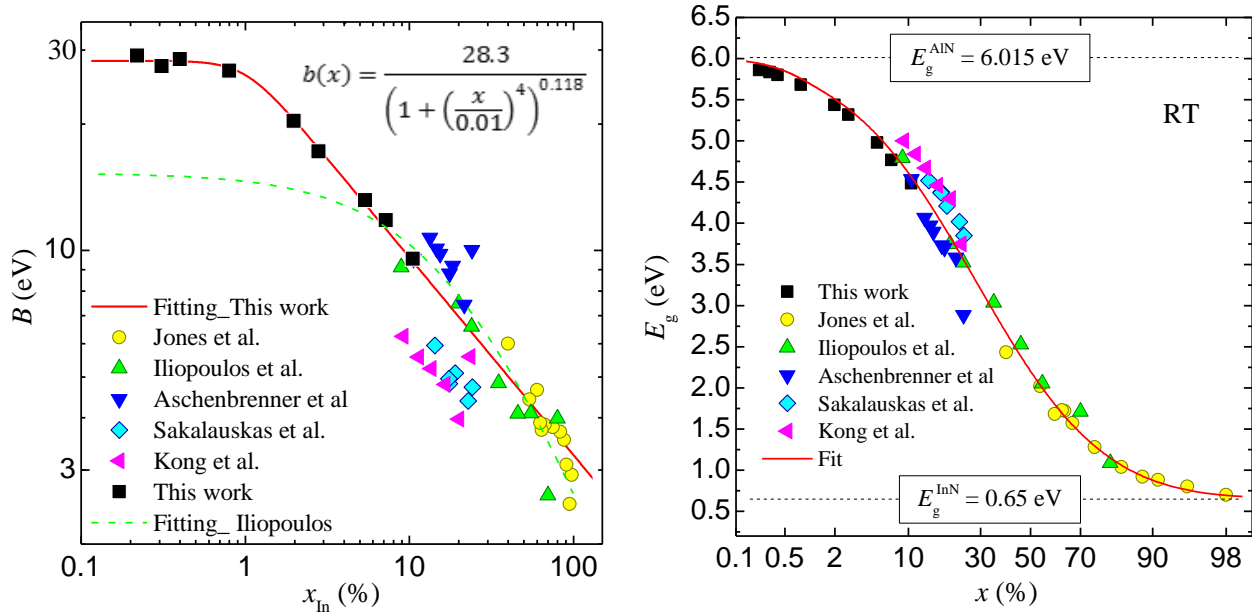 30
10
3
B (eV)
b(x) = 28.3 / (1 + (x/0.01)^4)^0.118
Fitting_This work
Jones et al.
Iliopoulos et al.
Aschenbrenner et al
Sakalauskas et al.
Kong et al.
This work
Fitting_ Iliopoulos
0.1 1 10 100
x_In (%)
6.5
6.0
5.5
5.0
4.5
4.0
3.5
3.0
2.5
2.0
1.5
1.0
0.5
E_g (eV)
E_g^AlN = 6.015 eV
RT
This work
Jones et al.
Iliopoulos et al.
Aschenbrenner et al
Sakalauskas et al.
Kong et al.
Fit
E_g^InN = 0.65 eV
0.1 0.5 2 10 30 50 70 90 98
x (%)